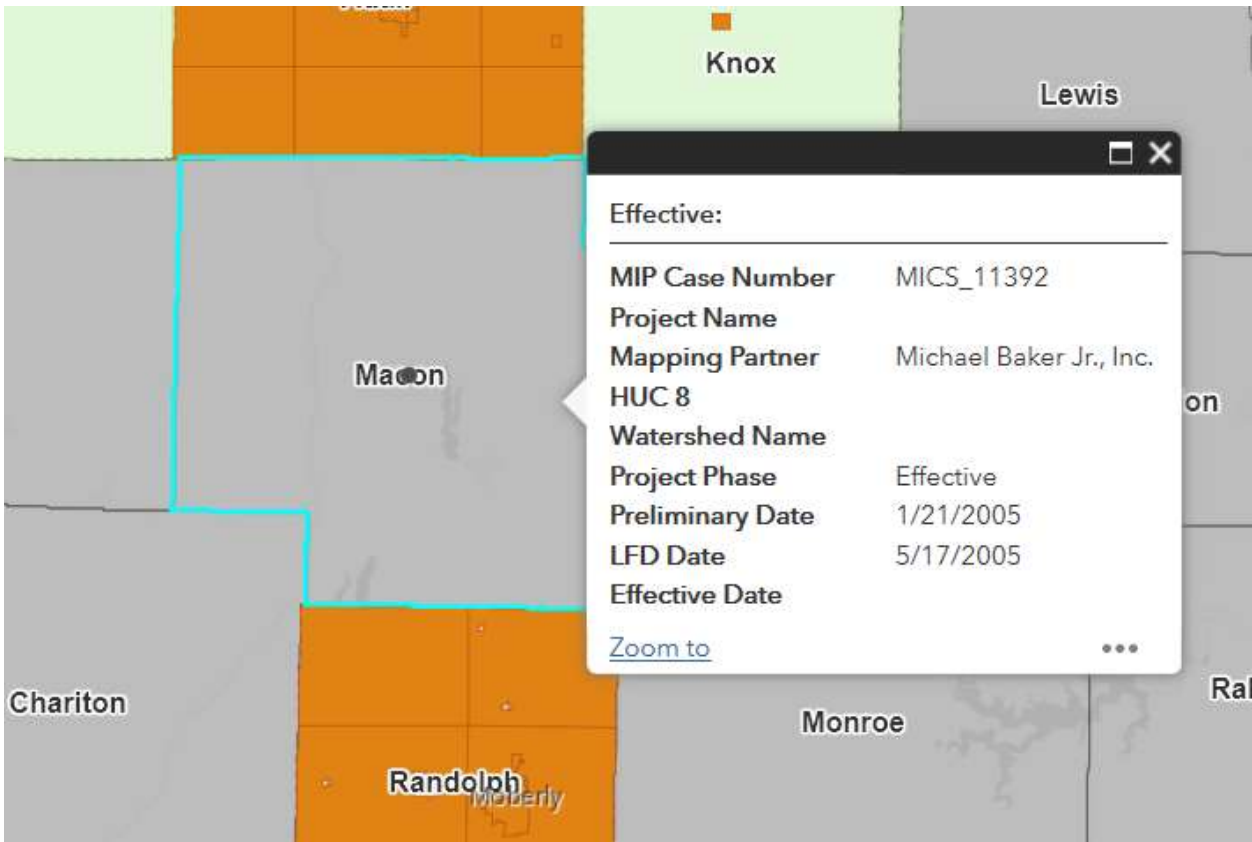 Knox
Lewis
Effective:
MIP Case Number MICS_11392
Project Name
Mapping Partner Michael Baker Jr., Inc.
Macon
HUC 8
on
Watershed Name
Project Phase Effective
Preliminary Date 1/21/2005
LFD Date 5/17/2005
Effective Date
Zoom to
Chariton
Ral
Monroe
Randolph
Moberly